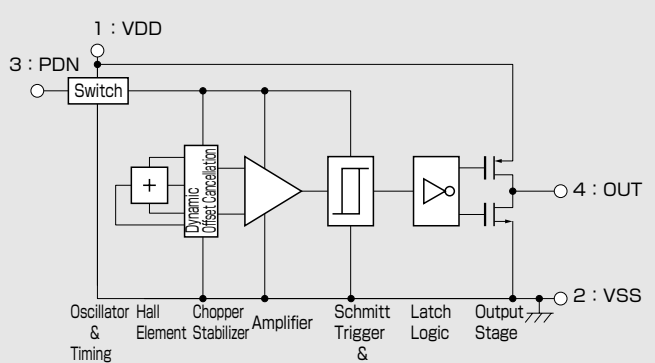 1：VDD
3：PDN
Switch
Dynamic
Offset Cancellation
+
4：OUT
2：VSS
Oscillator
&
Timing
Hall
Element
Chopper
Stabilizer
Amplifier
Schmitt
Trigger
&
Latch
Logic
Output
Stage